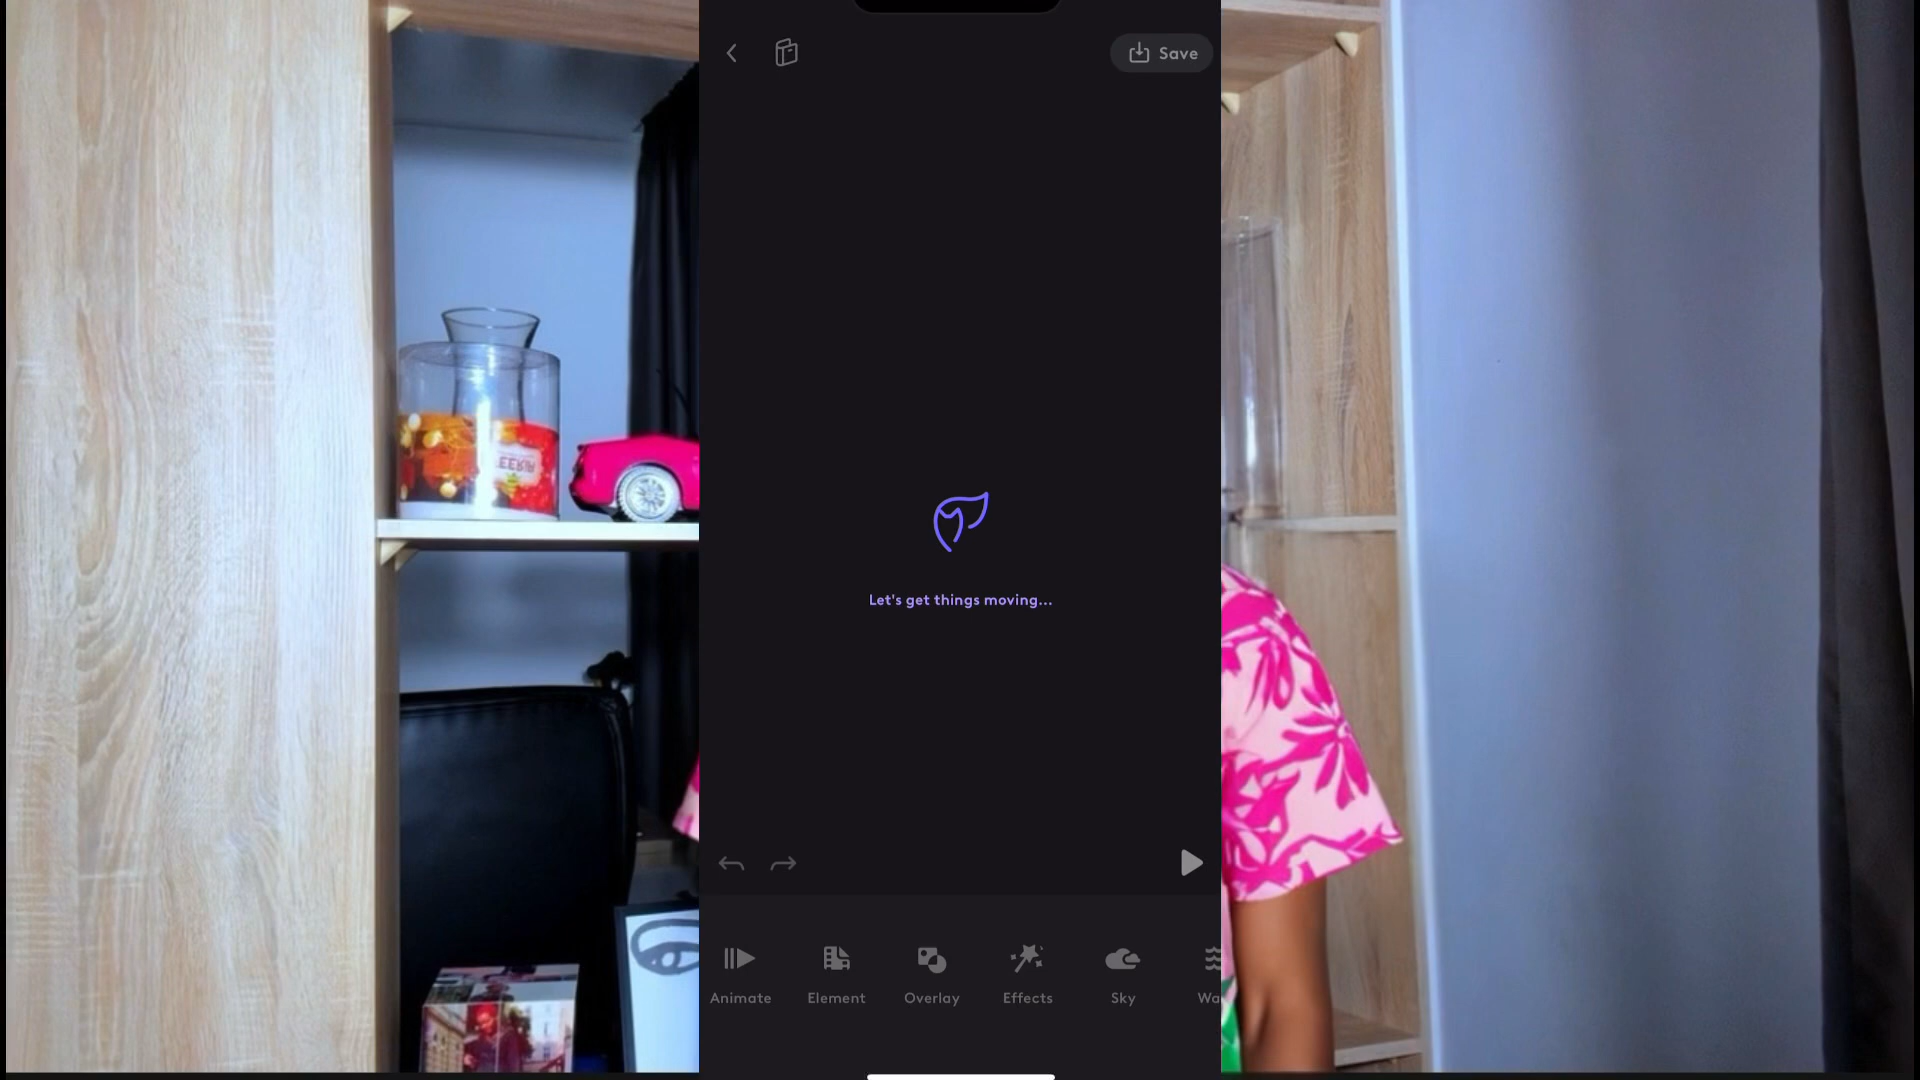 Save
Let's get things moving...
Animate
Element
Overlay
Effects
Sky